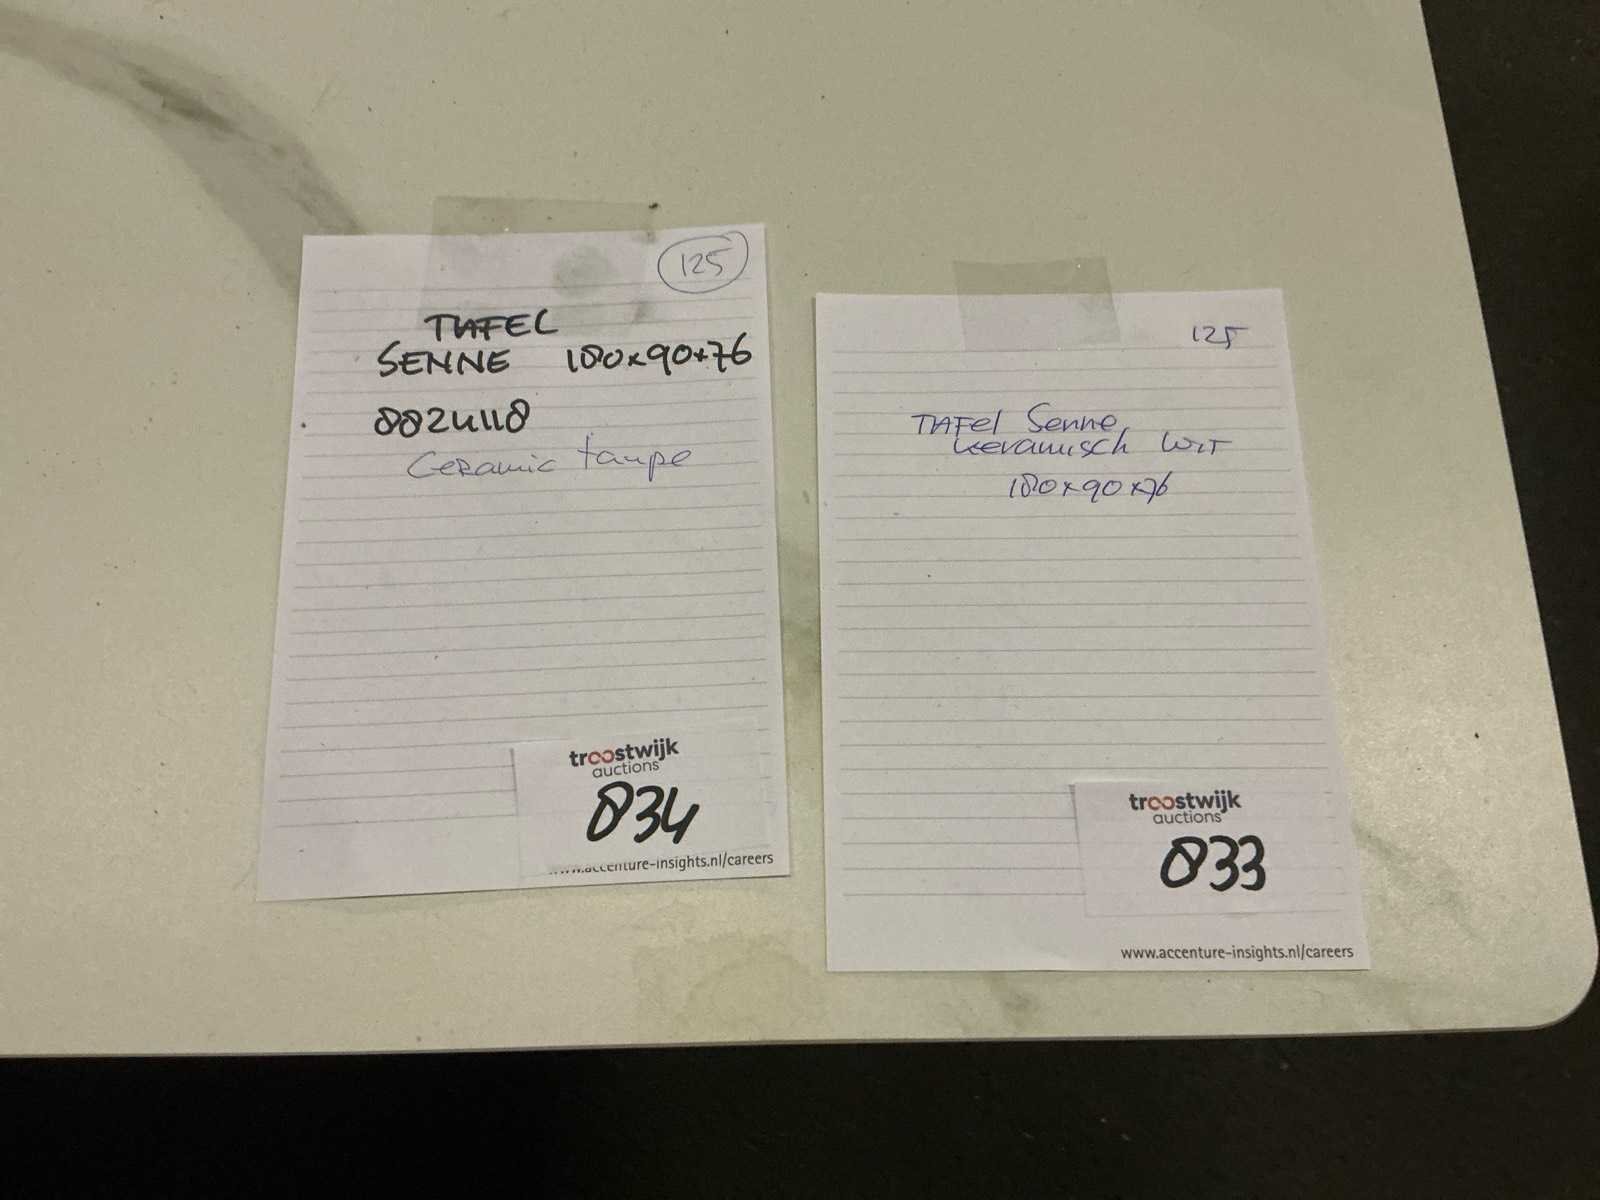 125
TAFEL
SENNE 180x90x76
8824118
Ceramic taupe
troostwijk
auctions
834
www.accenture-insights.nl/careers
125
TAFel Senne
keramisch WIT
180x90x76
troostwijk
auctions
833
www.accenture-insights.nl/careers